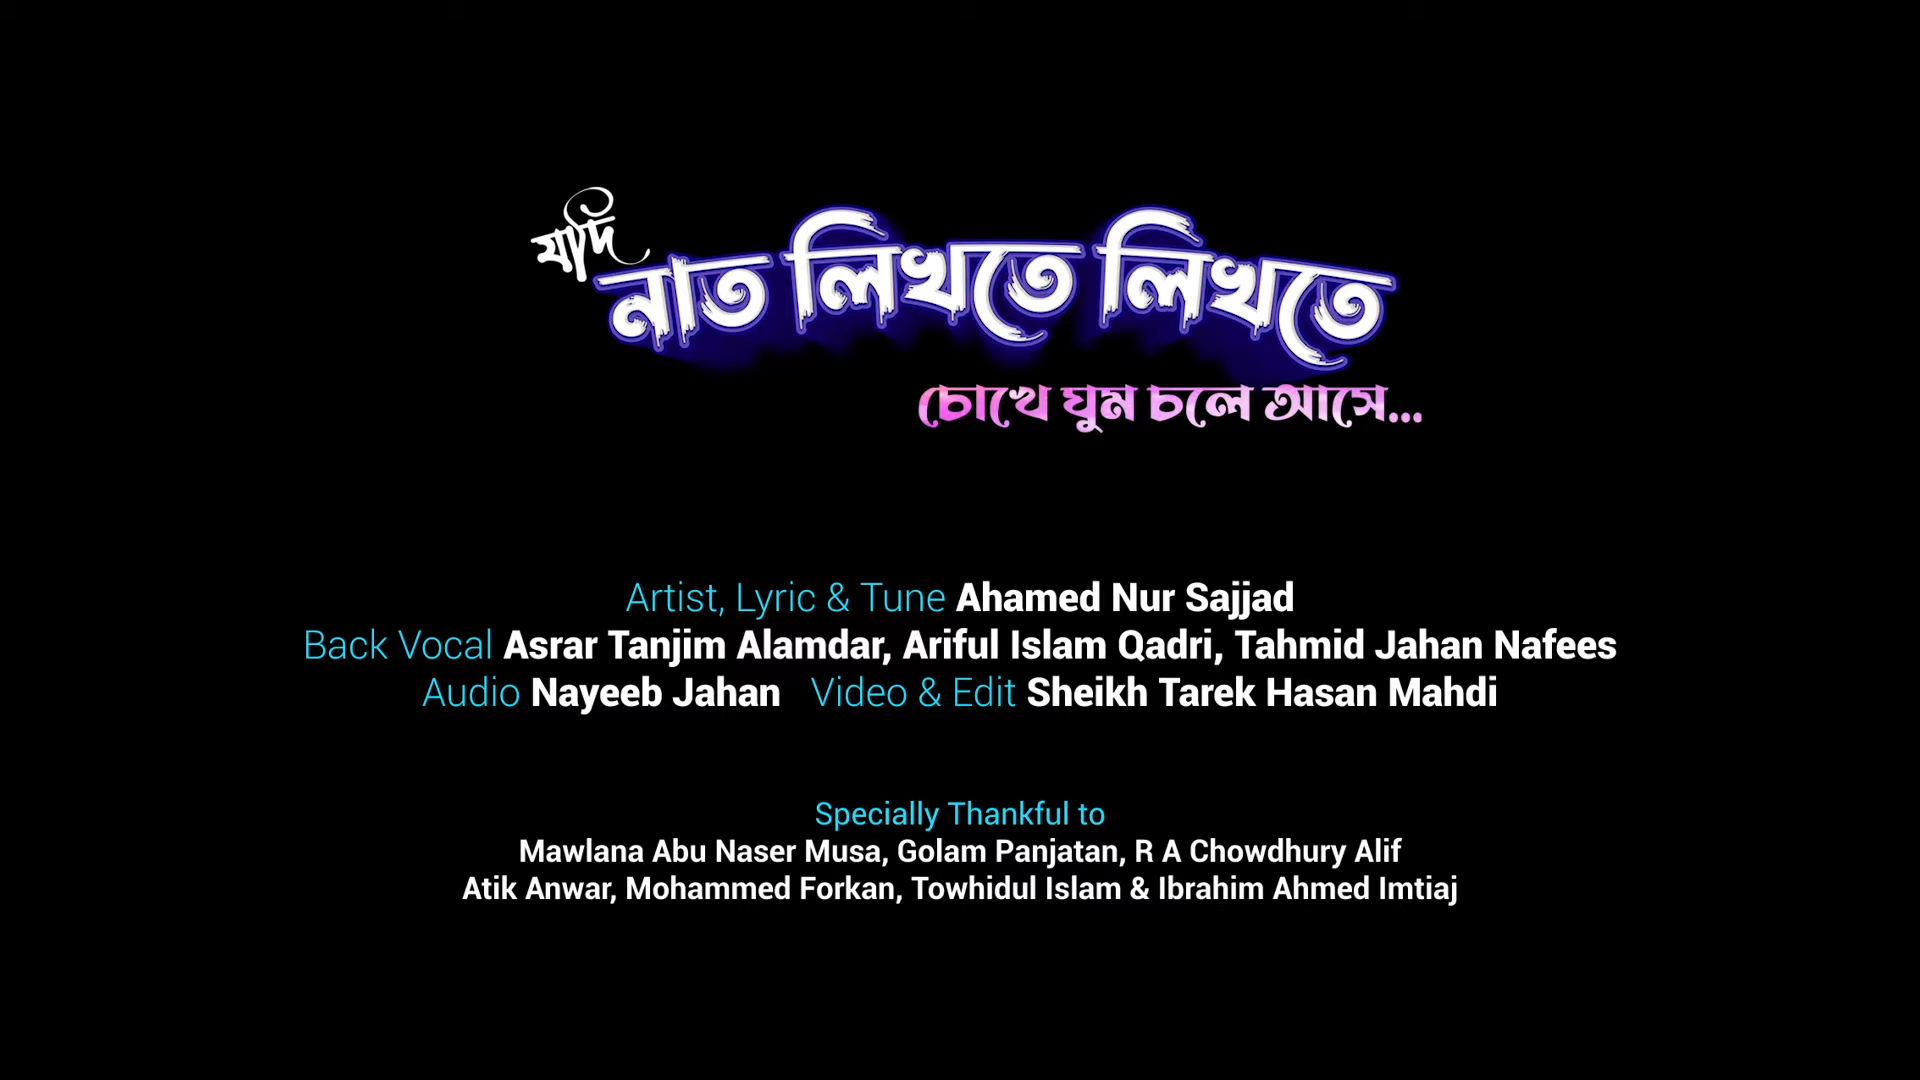 যদি
নাত লিখতে লিখতে
চোখে ঘুম চলে আসে...
Artist, Lyric & Tune Ahamed Nur Sajjad
Back Vocal Asrar Tanjim Alamdar, Ariful Islam Qadri, Tahmid Jahan Nafees
Audio Nayeeb Jahan Video & Edit Sheikh Tarek Hasan Mahdi
Specially Thankful to
Mawlana Abu Naser Musa, Golam Panjatan, R A Chowdhury Alif
Atik Anwar, Mohammed Forkan, Towhidul Islam & Ibrahim Ahmed Imtiaj